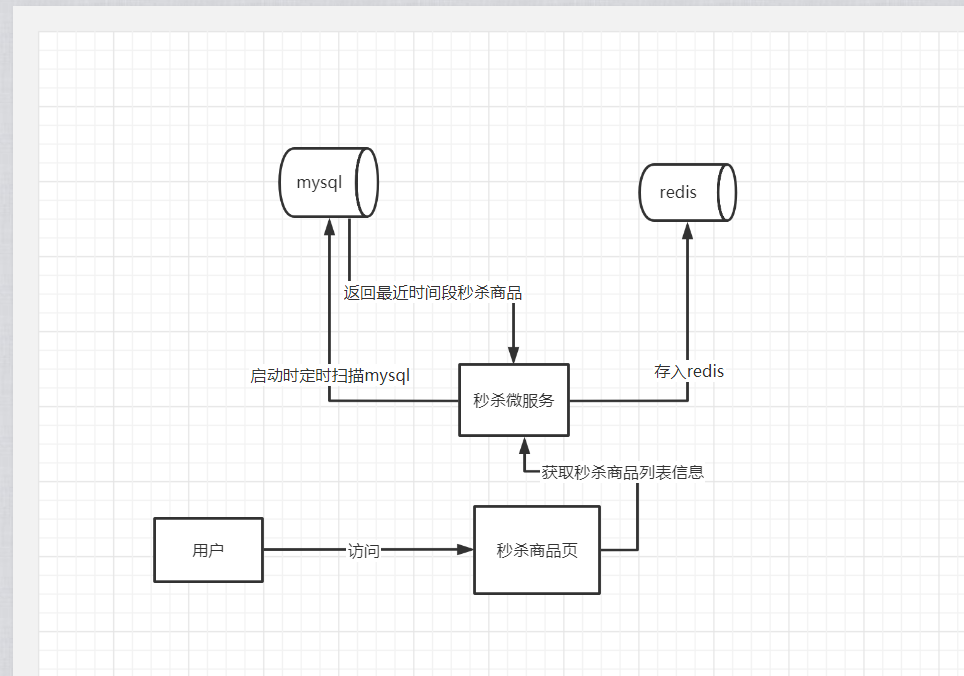 mysql
redis
返回最近时间段秒杀商品
启动时定时扫描mysql
存入redis
秒杀微服务
获取秒杀商品列表信息
用户
访问
秒杀商品页